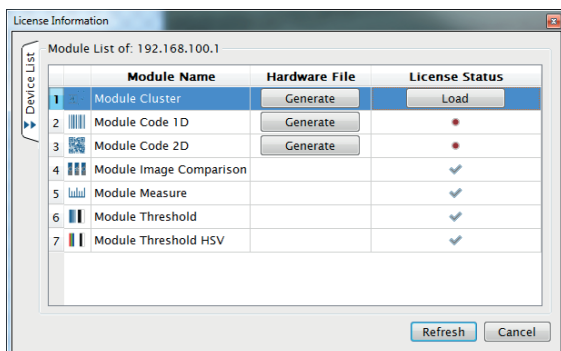 License Information
Device List
Module List of: 192.168.100.1
Module Name Hardware File License Status
1 Module Cluster Generate Load
2 Module Code 1D Generate
3 Module Code 2D Generate
4 Module Image Comparison
5 Module Measure
6 Module Threshold
7 Module Threshold HSV
Refresh Cancel